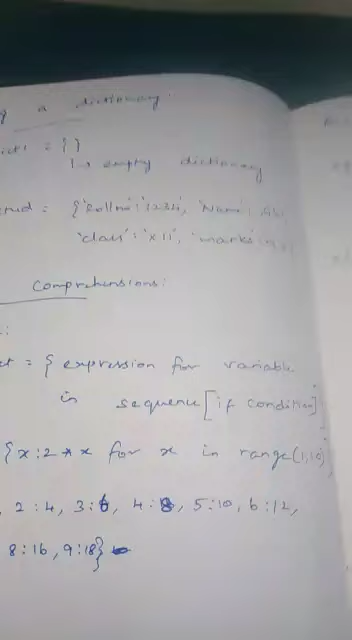 a dictionary:
= {}
↳ empty dictionary
= {'Rollno': 1234, 'Name':
'class': 'XII', 'marks'
Comprehensions:
= { expression for variable
in sequence [if condition]
{x:2**x for x in range(1,10)
, 2:4, 3:6, 4:8, 5:10, 6:12,
8:16, 9:18}